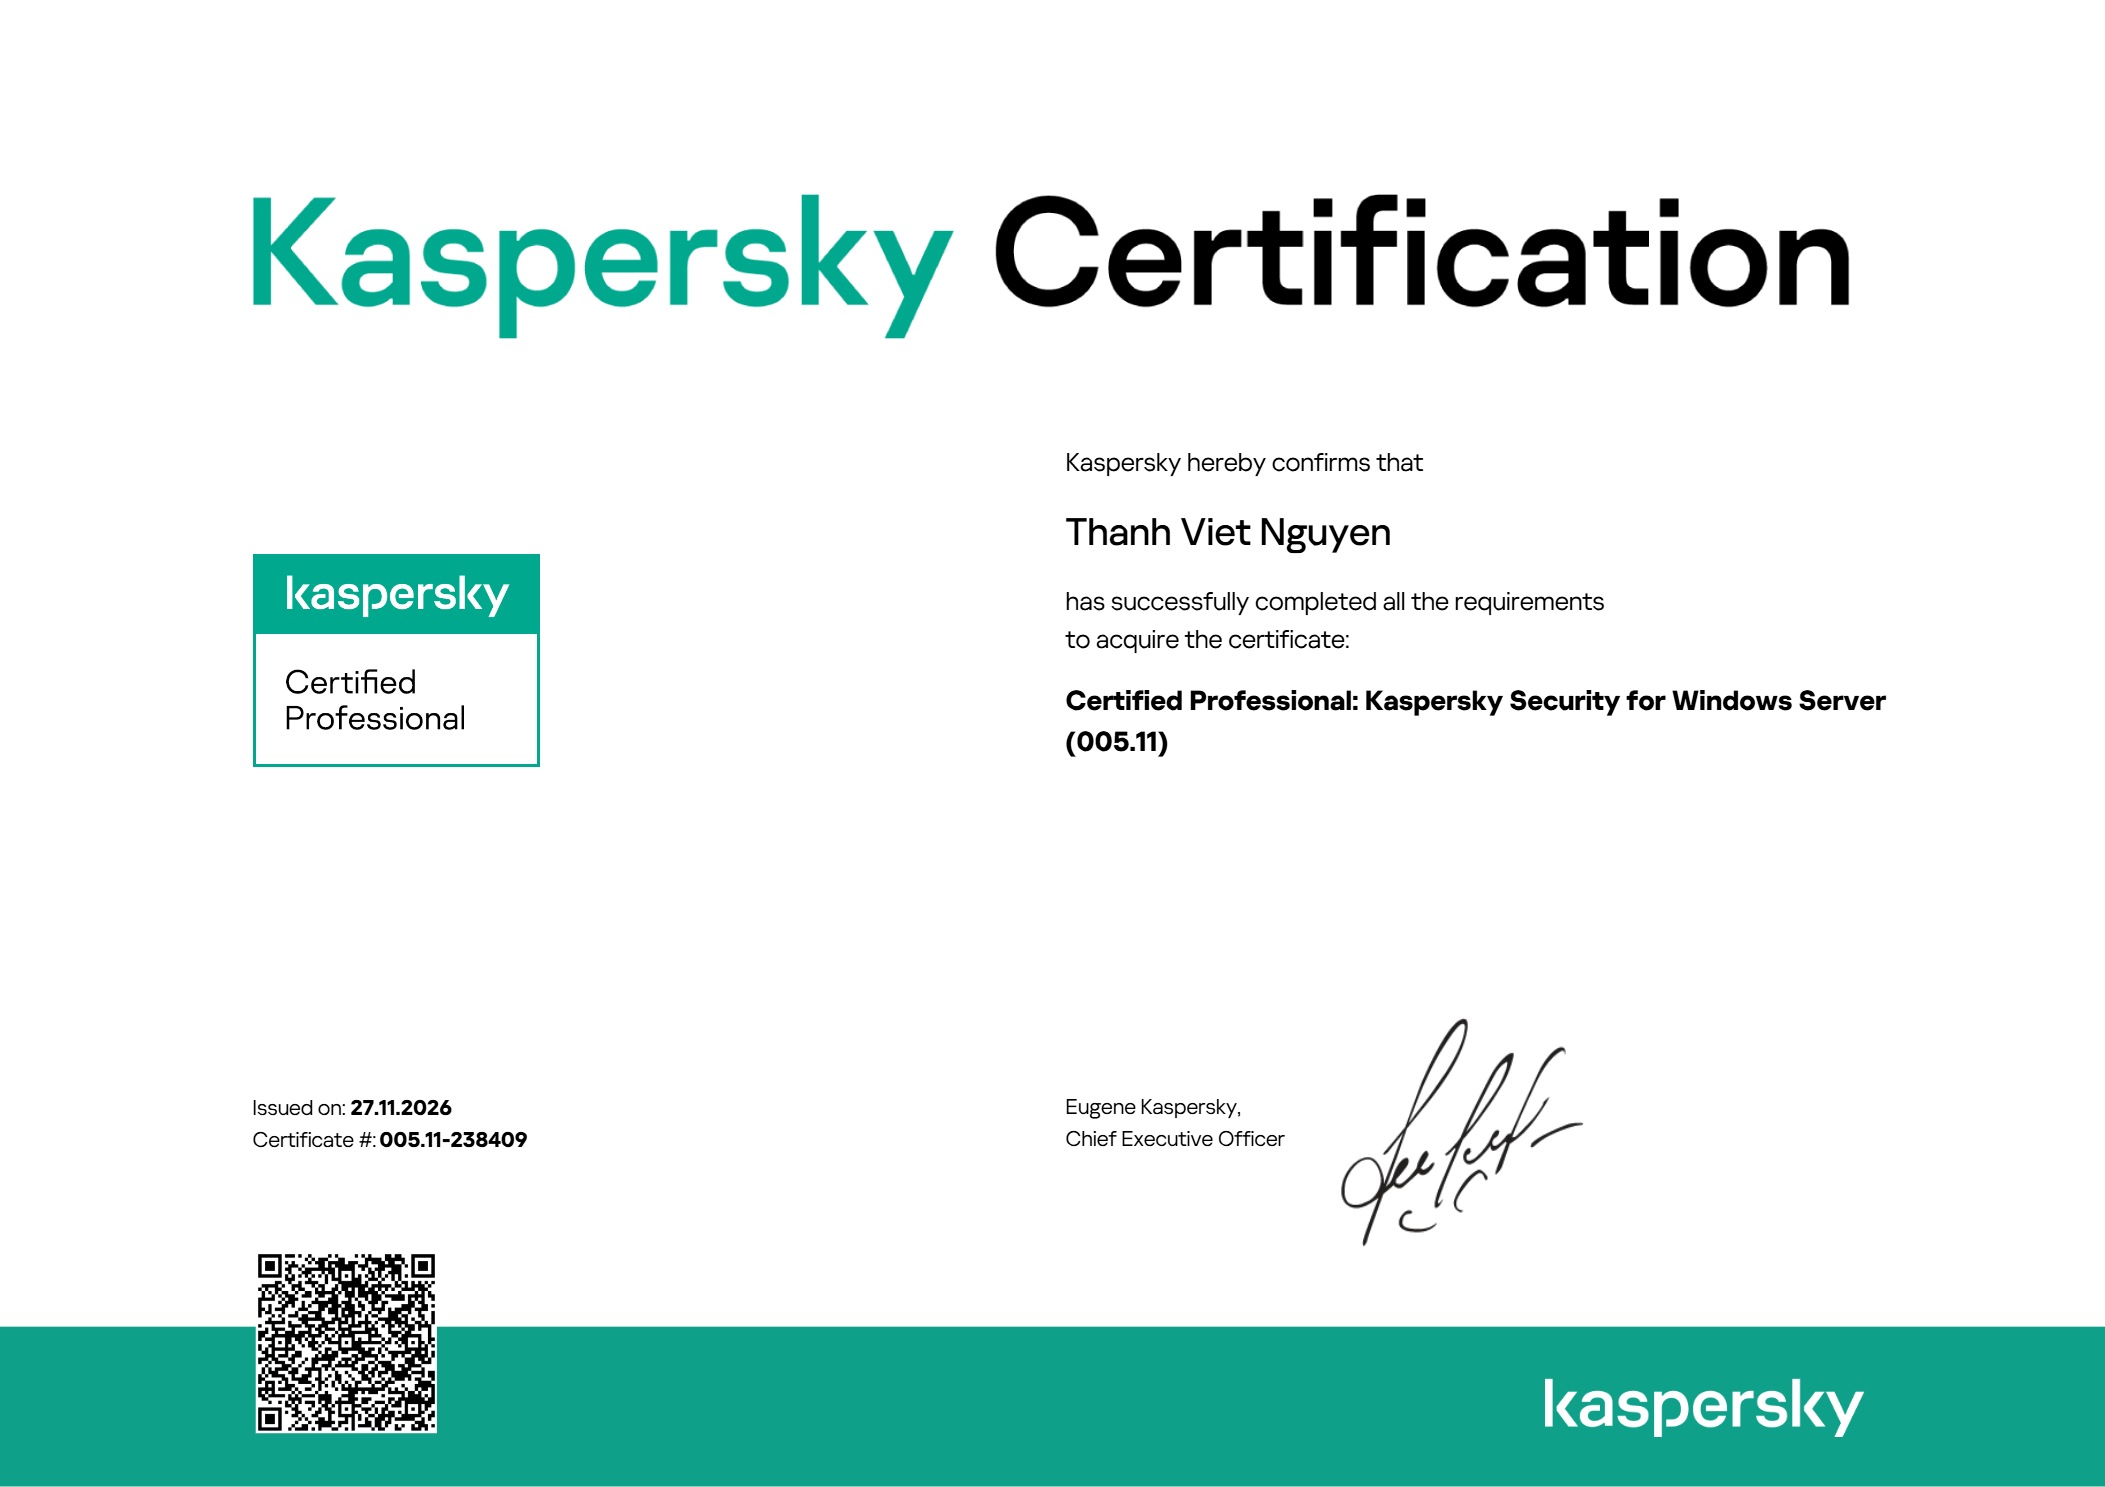 Kaspersky Certification
Kaspersky hereby confirms that
Thanh Viet Nguyen
has successfully completed all the requirements
to acquire the certificate:
Certified Professional: Kaspersky Security for Windows Server
(005.11)
kaspersky
Certified
Professional
Issued on: 27.11.2026
Certificate #: 005.11-238409
Eugene Kaspersky,
Chief Executive Officer
kaspersky